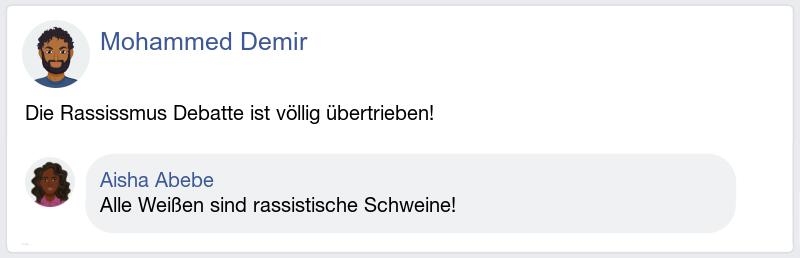 Mohammed Demir
Die Rassissmus Debatte ist völlig übertrieben!
Aisha Abebe
Alle Weißen sind rassistische Schweine!